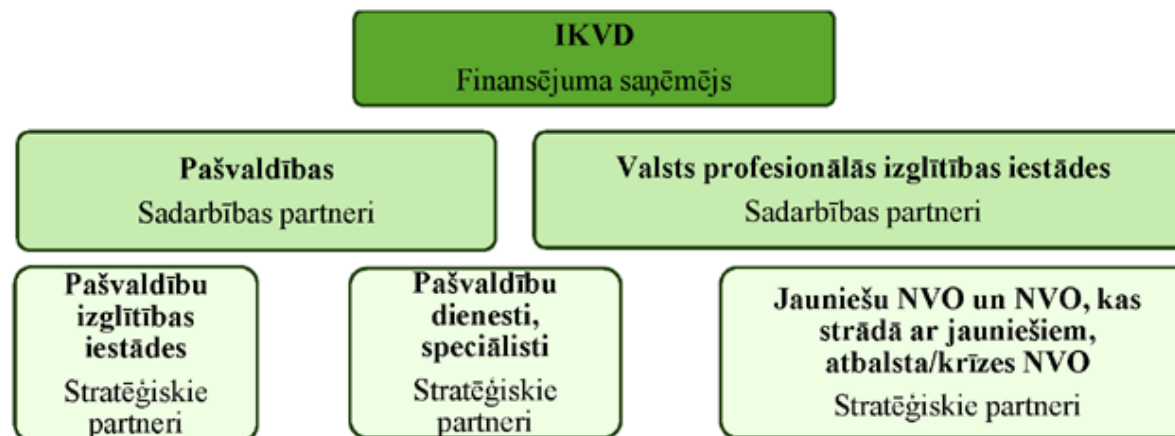 IKVD
Finansējuma saņēmējs
Pašvaldības
Sadarbības partneri
Valsts profesionālās izglītības iestādes
Sadarbības partneri
Pašvaldību
izglītības
iestādes
Stratēģiskie
partneri
Pašvaldību
dienesti,
speciālisti
Stratēģiskie
partneri
Jauniešu NVO un NVO, kas
strādā ar jauniešiem,
atbalsta/krīzes NVO
Stratēģiskie partneri